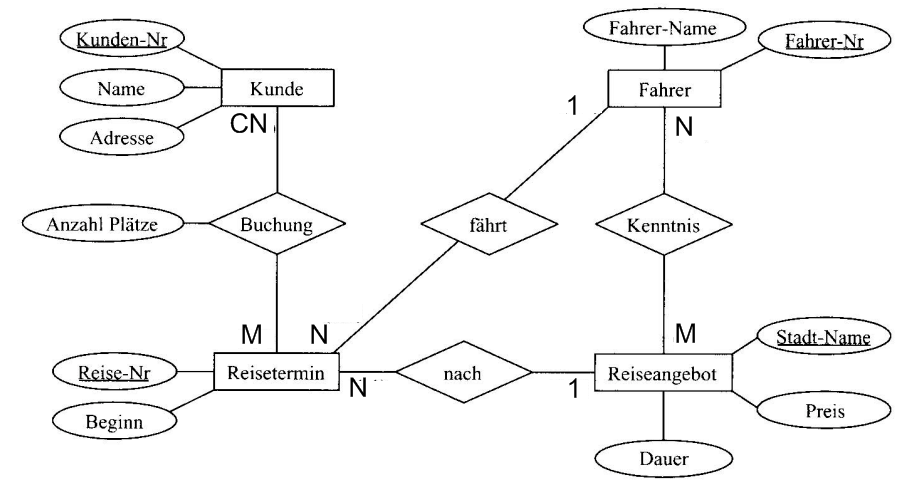 Kunden-Nr
Name
Adresse
Kunde
CN
Fahrer-Name
Fahrer-Nr
Fahrer
1
N
Anzahl Plätze
Buchung
fährt
Kenntnis
M
N
M
Reise-Nr
Beginn
Reisetermin
N
nach
1
Reiseangebot
Stadt-Name
Preis
Dauer